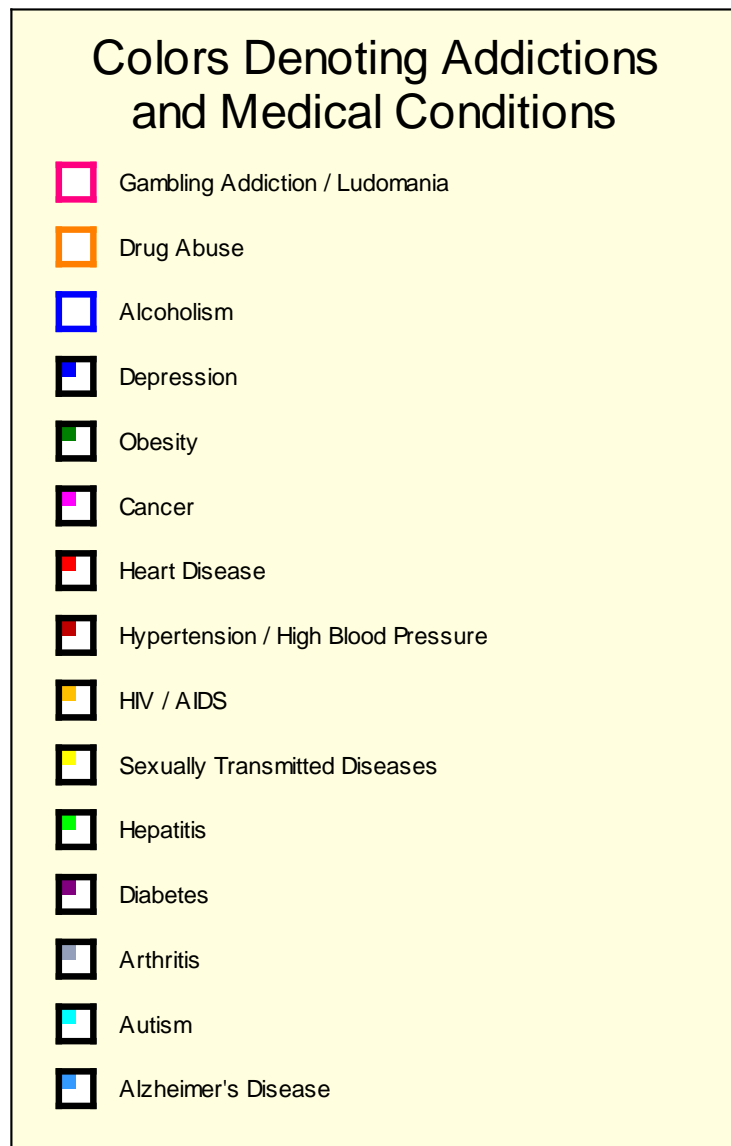 Colors Denoting Addictions
and Medical Conditions
Gambling Addiction / Ludomania
Drug Abuse
Alcoholism
Depression
Obesity
Cancer
Heart Disease
Hypertension / High Blood Pressure
HIV / AIDS
Sexually Transmitted Diseases
Hepatitis
Diabetes
Arthritis
Autism
Alzheimer's Disease